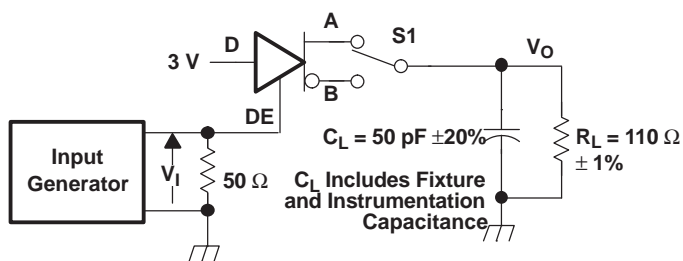 A
S1
D
3 V
VO
B
DE
CL = 50 pF ±20%
RL = 110 Ω
± 1%
Input
Generator
VI
50 Ω
CL Includes Fixture
and Instrumentation
Capacitance